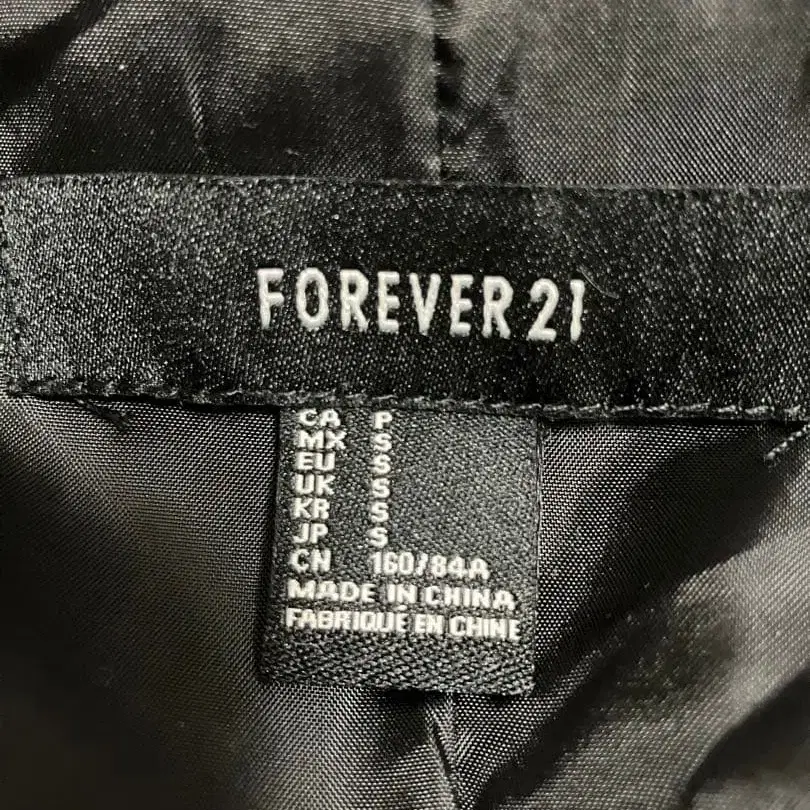 FOREVER 21
CA P
MX S
EU S
UK S
KR S
JP S
CN 160/84A
MADE IN CHINA
FABRIQUÉ EN CHINE